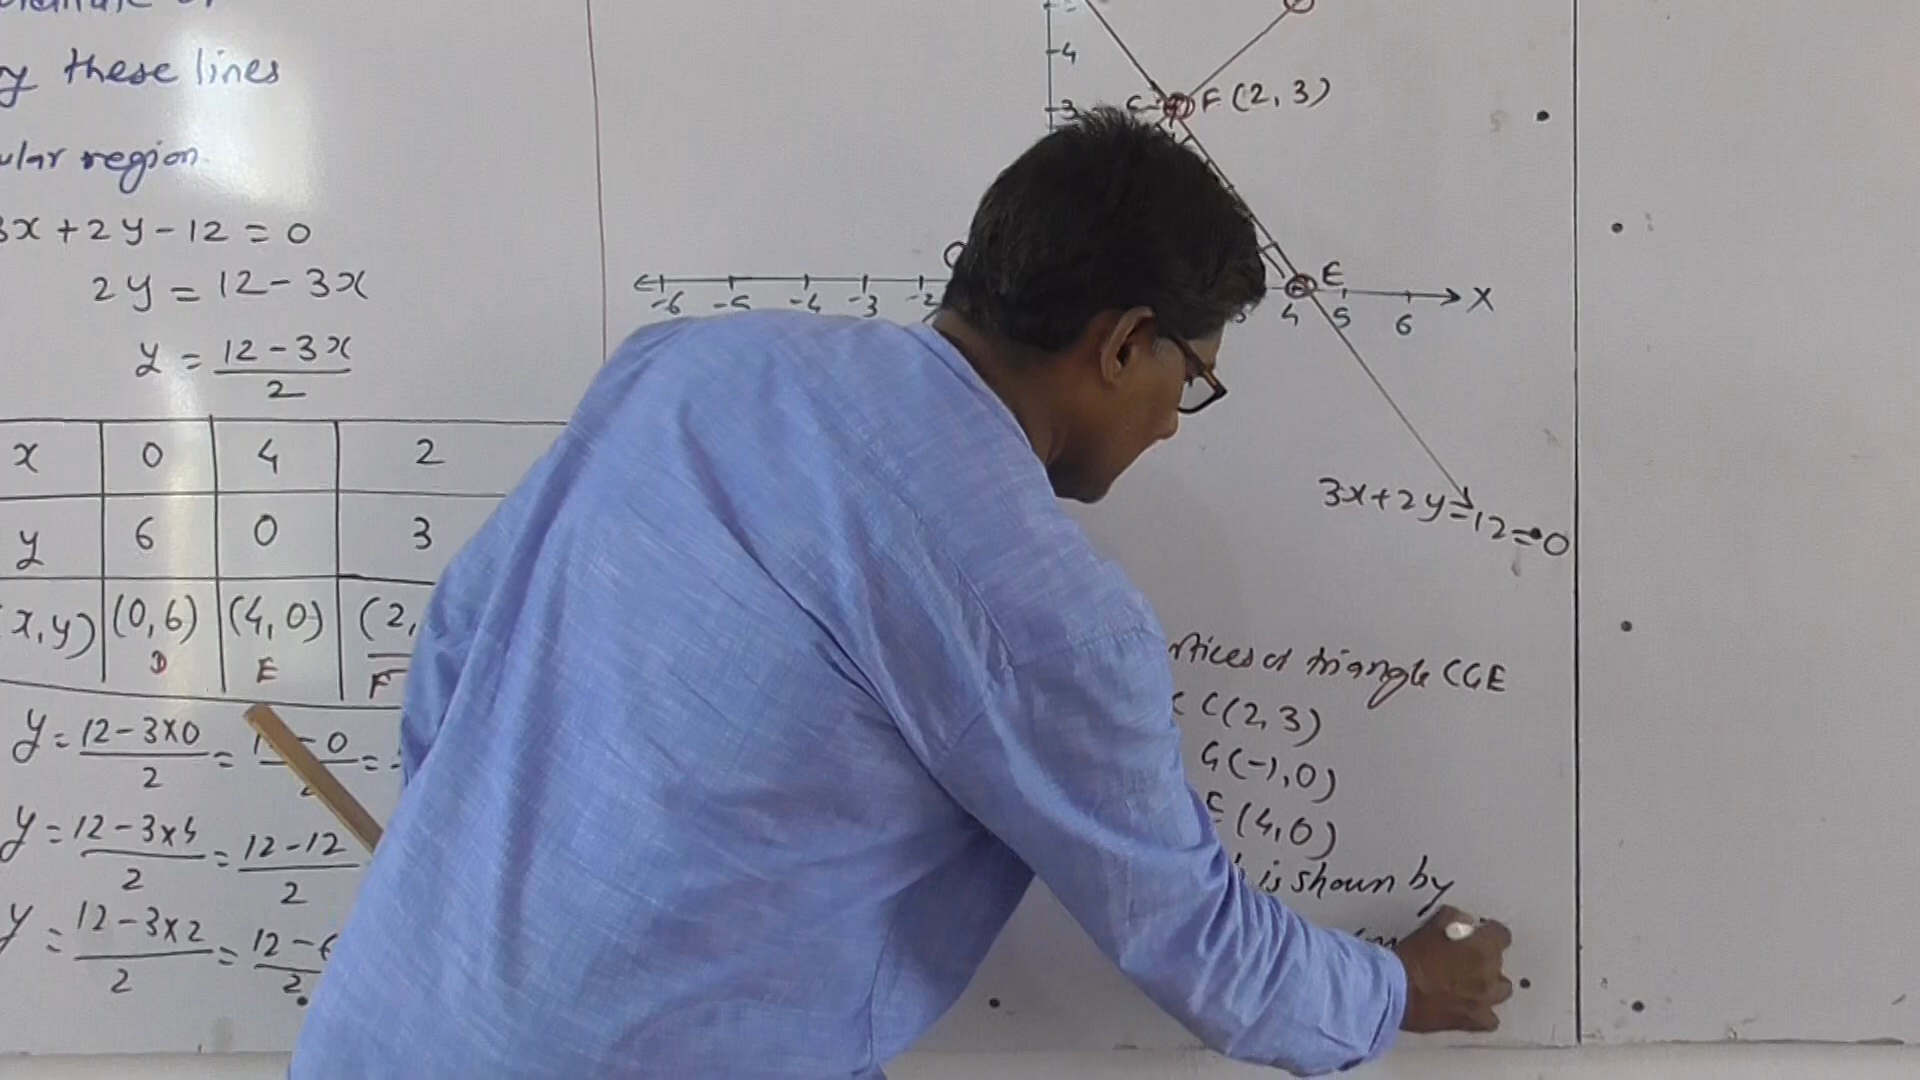 these lines
region.
3x + 2y - 12 = 0
2y = 12 - 3x
y = 12 - 3x / 2
x 0 4 2
y 6 0 3
(x, y) (0, 6) (4, 0) (2,
D E F
y = 12 - 3x0 / 2 =
y = 12 - 3x4 / 2 = 12 - 12 / 2
y = 12 - 3x2 / 2 = 12 -
4
3
F (2, 3)
E
-6 -5 -4 -3 -2 4 5 6 X
3x + 2y - 12 = 0
triangle CGE
C(2, 3)
G(-1, 0)
E (4, 0)
is shown by